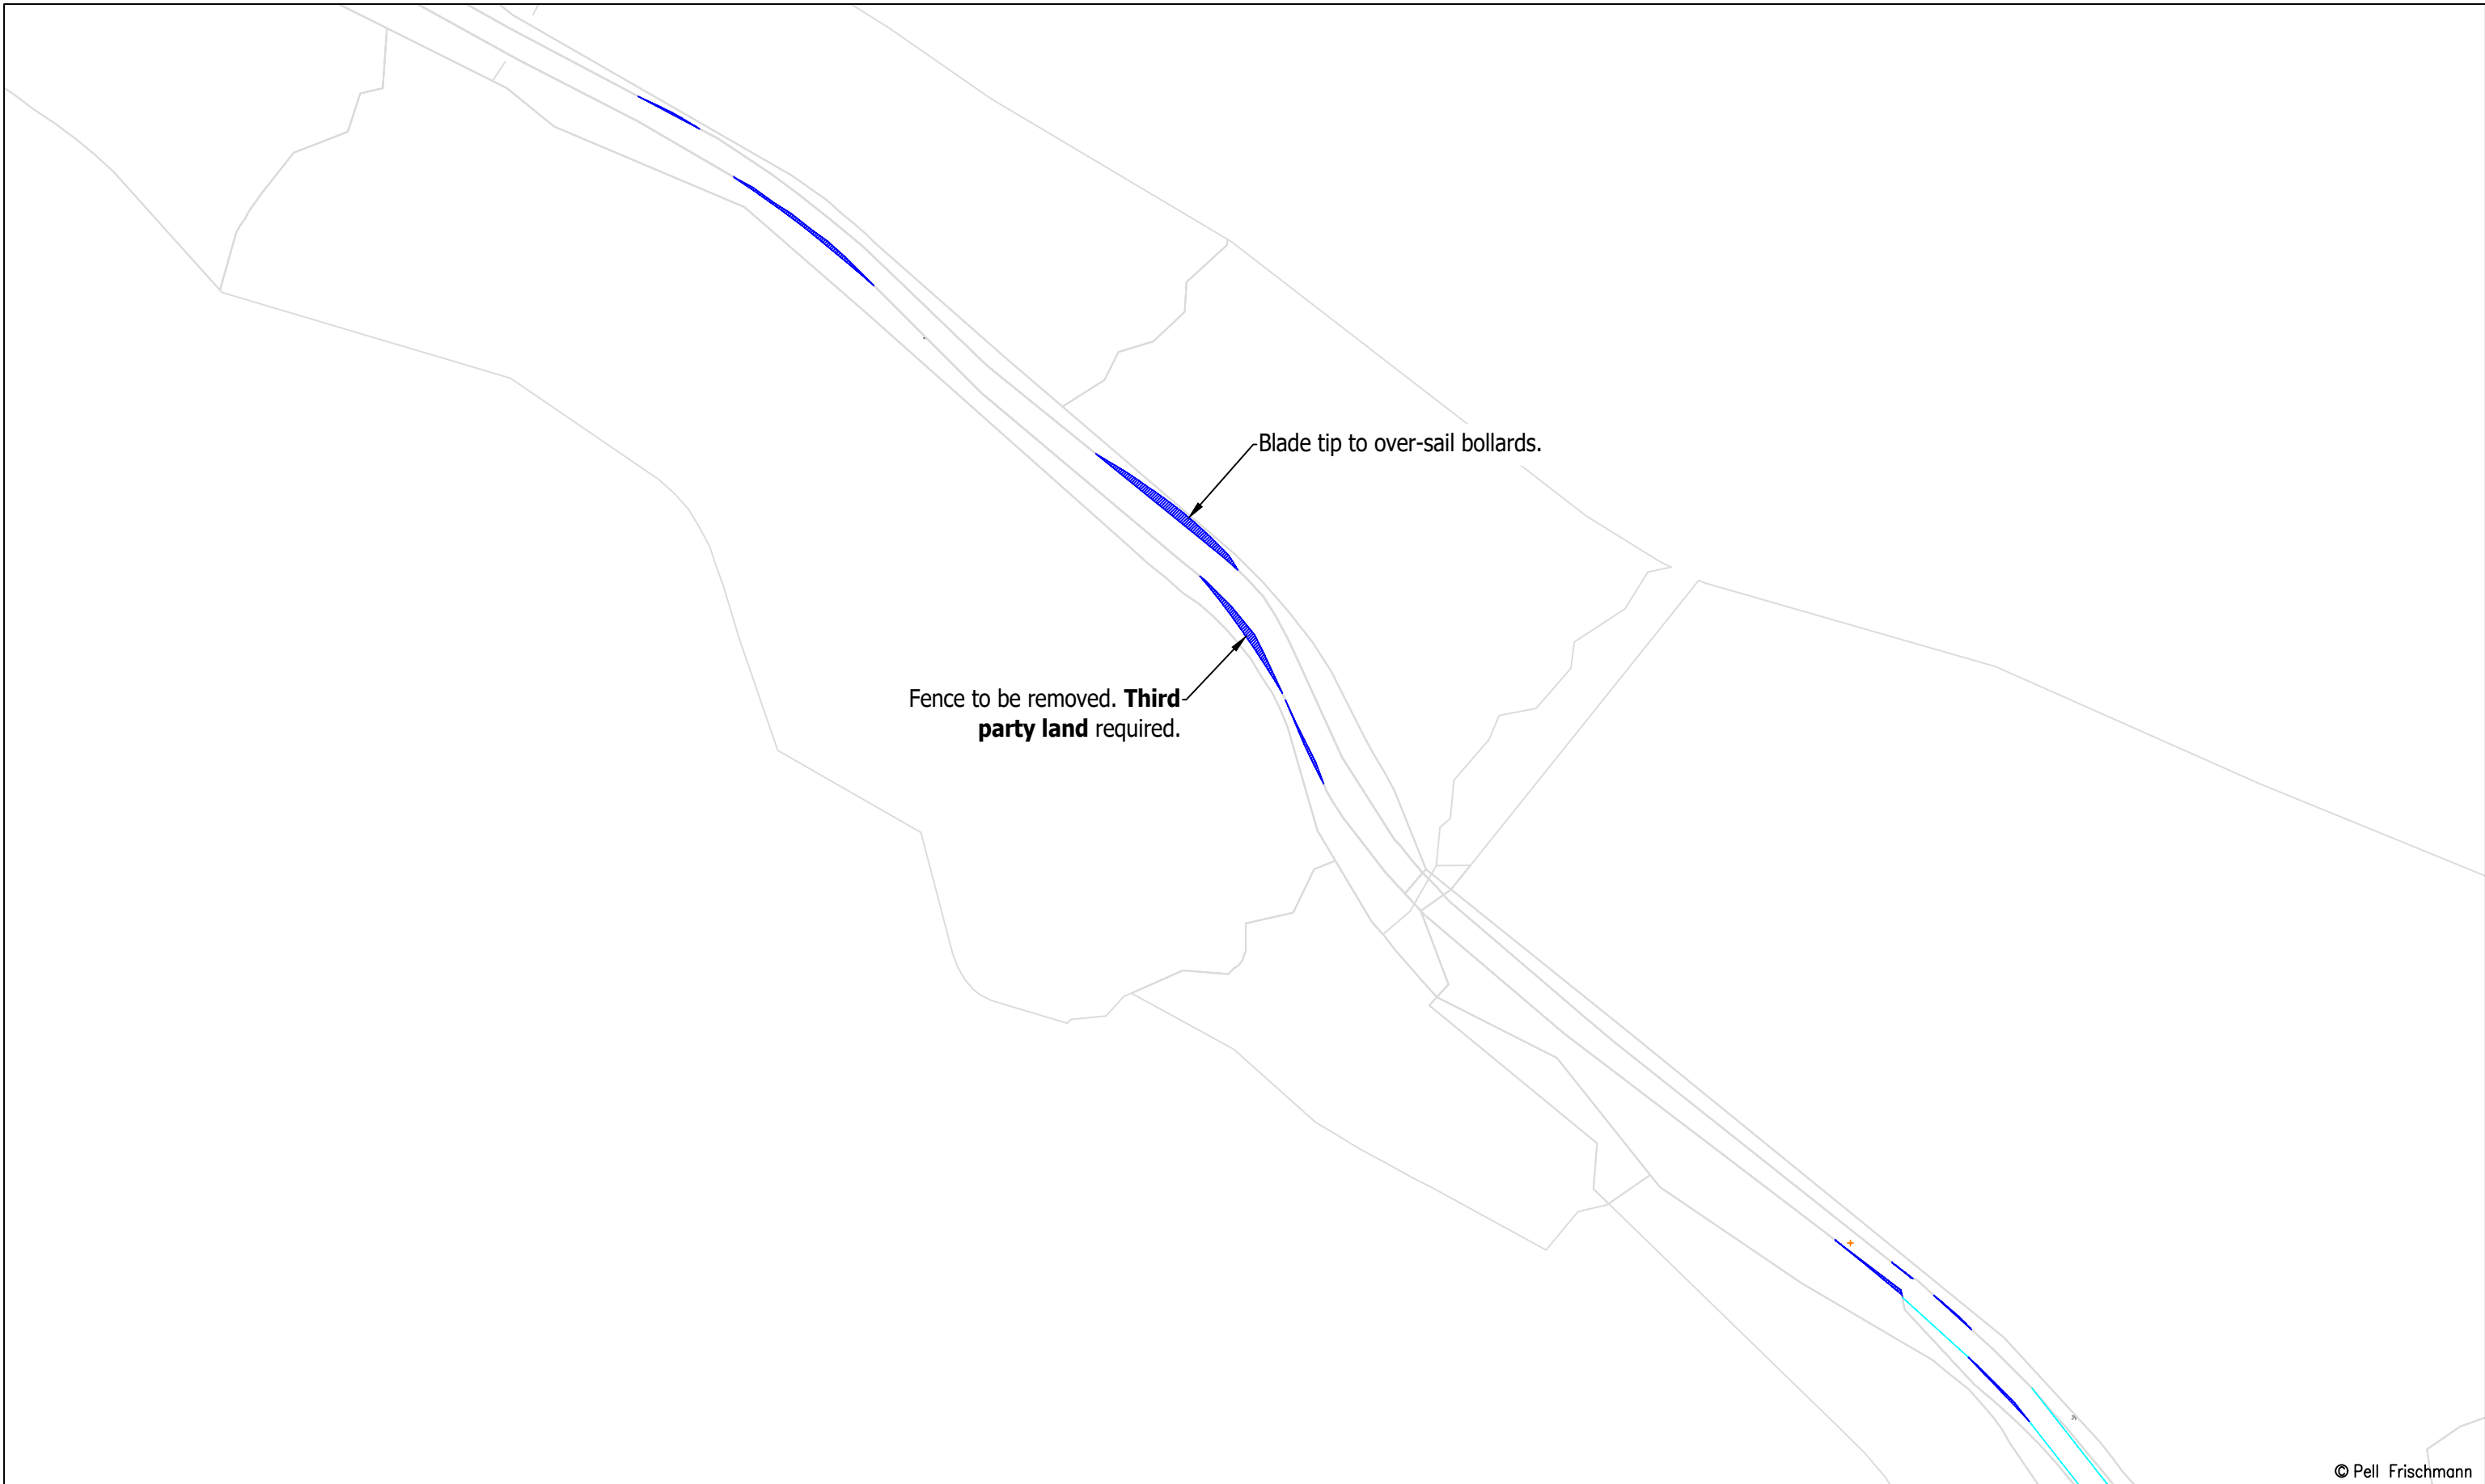 Blade tip to over-sail bollards.
Fence to be removed. Third
party land required.
© Pell Frischmann